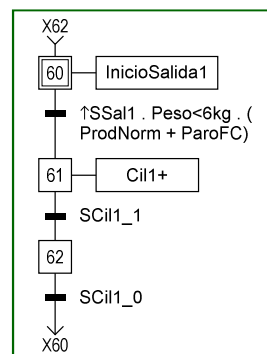 X62
60 InicioSalida1
↑SSal1 . Peso<6kg . (
ProdNorm + ParoFC)
61 Cil1+
SCil1_1
62
SCil1_0
X60